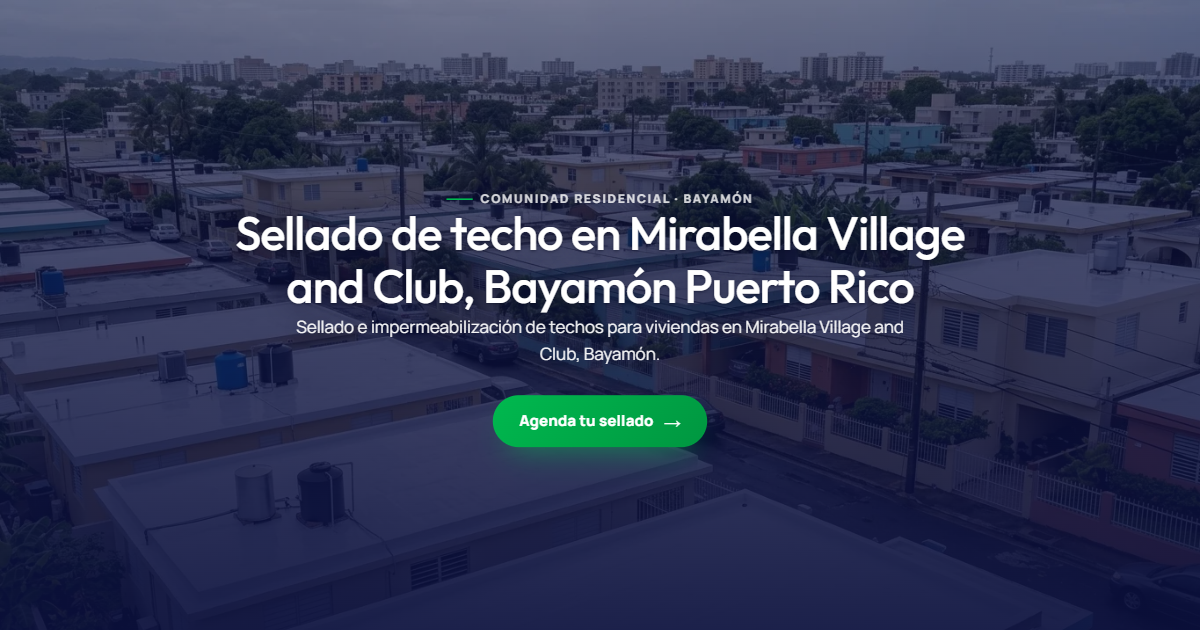 COMUNIDAD RESIDENCIAL · BAYAMÓN
Sellado de techo en Mirabella Village
and Club, Bayamón Puerto Rico
Sellado e impermeabilización de techos para viviendas en Mirabella Village and
Club, Bayamón.
Agenda tu sellado →